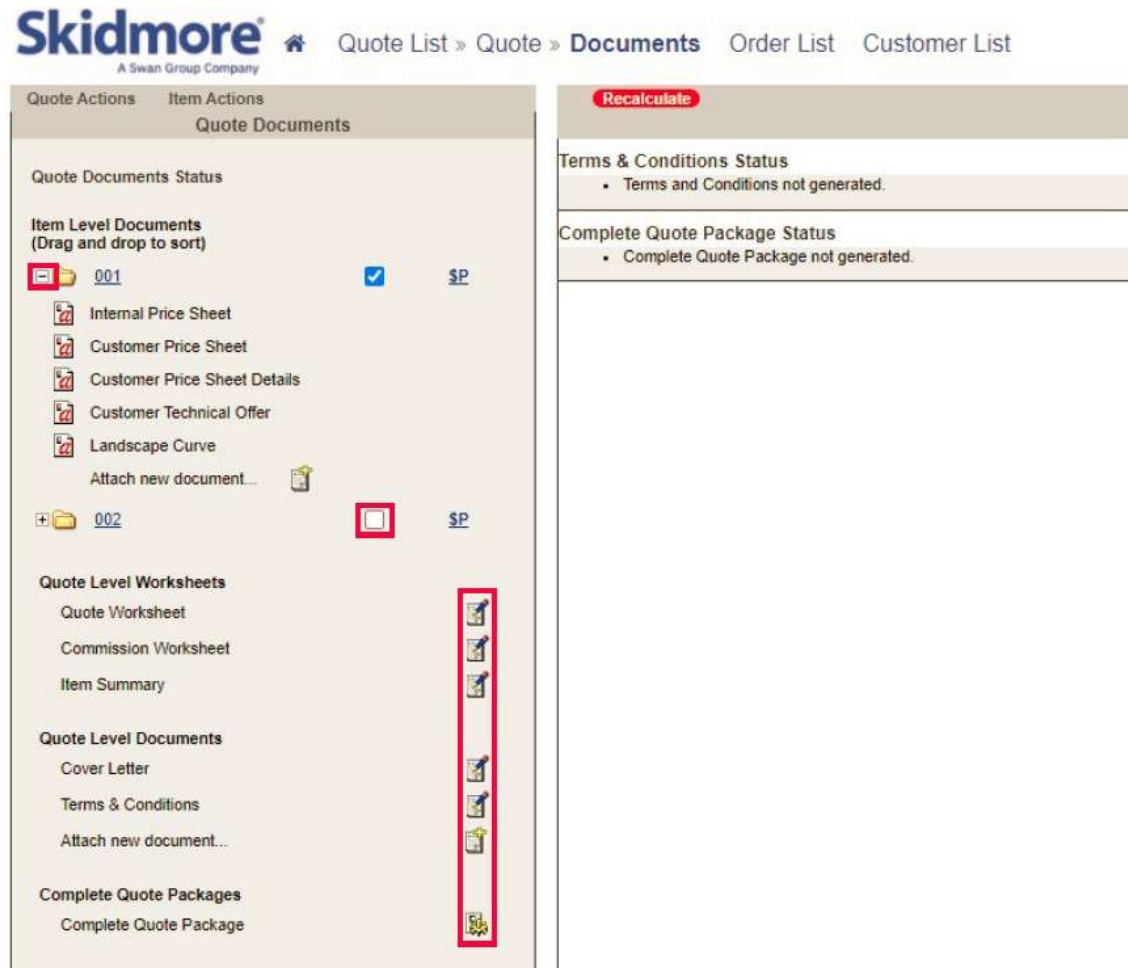 Skidmore
A Swan Group Company
Quote List » Quote » Documents Order List Customer List
Quote Actions Item Actions
Quote Documents
Quote Documents Status
Item Level Documents
(Drag and drop to sort)
001 $P
Internal Price Sheet
Customer Price Sheet
Customer Price Sheet Details
Customer Technical Offer
Landscape Curve
Attach new document...
002 $P
Quote Level Worksheets
Quote Worksheet
Commission Worksheet
Item Summary
Quote Level Documents
Cover Letter
Terms & Conditions
Attach new document...
Complete Quote Packages
Complete Quote Package
Recalculate
Terms & Conditions Status
• Terms and Conditions not generated.
Complete Quote Package Status
• Complete Quote Package not generated.